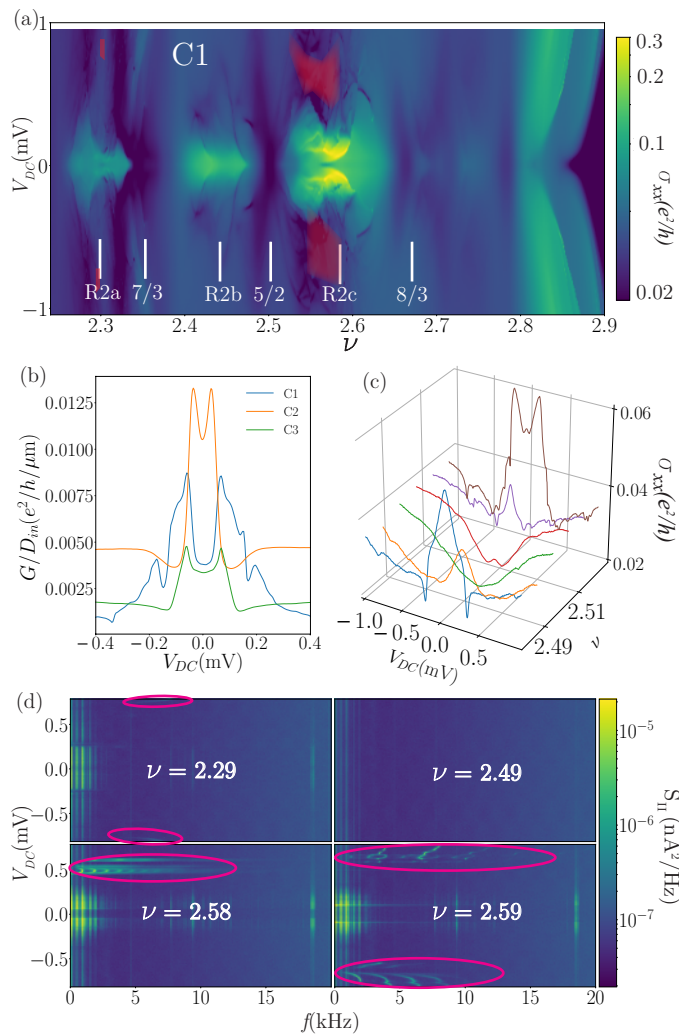 (a)
C1
1
0
−1
V_DC(mV)
R2a
7/3
R2b
5/2
R2c
8/3
2.3
2.4
2.5
2.6
2.7
2.8
2.9
ν
0.3
0.2
0.1
0.02
σ_xx(e²/h)
(b)
C1
C2
C3
0.0125
0.0100
0.0075
0.0050
0.0025
G/D_in(e²/h/μm)
−0.4
−0.2
0.0
0.2
0.4
V_DC(mV)
(c)
0.06
0.04
0.02
σ_xx(e²/h)
−1.0
−0.5
0.0
0.5
V_DC(mV)
2.49
2.51
ν
(d)
0.5
0.0
−0.5
ν = 2.29
ν = 2.49
V_DC(mV)
0.5
0.0
−0.5
ν = 2.58
ν = 2.59
0
5
10
0
5
10
15
20
f(kHz)
10⁻⁵
10⁻⁶
10⁻⁷
S_II (nA²/Hz)